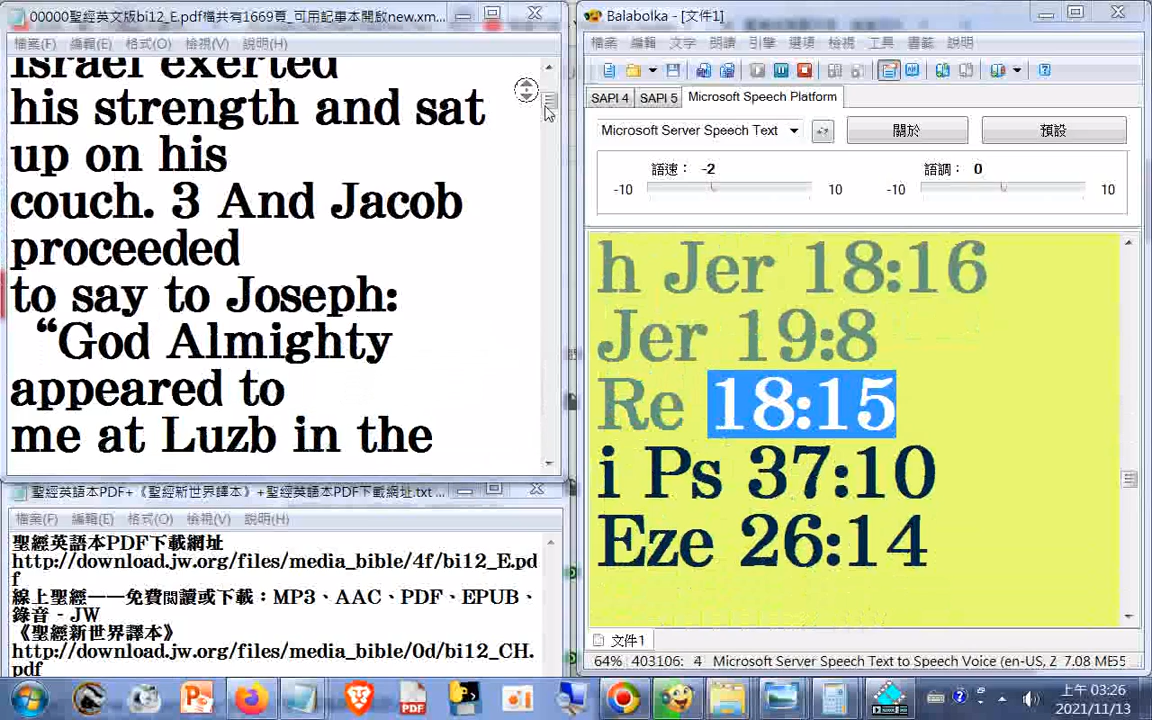 00000聖經英文版bi12_E.pdf檔共有1669頁_可用記事本開啟new.xm...
檔案(F) 編輯(E) 格式(O) 檢視(V) 說明(H)
Israel exerted
his strength and sat
up on his
couch. 3 And Jacob
proceeded
to say to Joseph:
“God Almighty
appeared to
me at Luzb in the
聖經英語本PDF+《聖經新世界譯本》+聖經英語本PDF下載網址.txt ...
檔案(F) 編輯(E) 格式(O) 檢視(V) 說明(H)
聖經英語本PDF下載網址
http://download.jw.org/files/media_bible/4f/bi12_E.pd
f
線上聖經——免費閱讀或下載：MP3、AAC、PDF、EPUB、
錄音 - JW
《聖經新世界譯本》
http://download.jw.org/files/media_bible/0d/bi12_CH.
pdf
Balabolka - [文件1]
檔案 編輯 文字 朗讀 引擎 選項 檢視 工具 書籤 說明
SAPI 4 SAPI 5 Microsoft Speech Platform
Microsoft Server Speech Text 關於 預設
語速： -2 語調： 0
-10 10 -10 10
h Jer 18:16
Jer 19:8
Re 18:15
i Ps 37:10
Eze 26:14
文件1
64% 403106: 4 Microsoft Server Speech Text to Speech Voice (en-US, Z 7.08 ME55
上午 03:26
2021/11/13